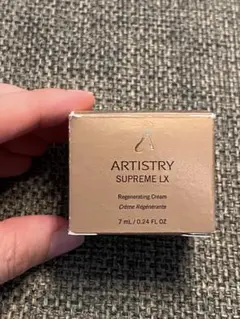 ARTISTRY
SUPREME LX
Regenerating Cream
Crème Régénérante
7 mL / 0.24 FL OZ